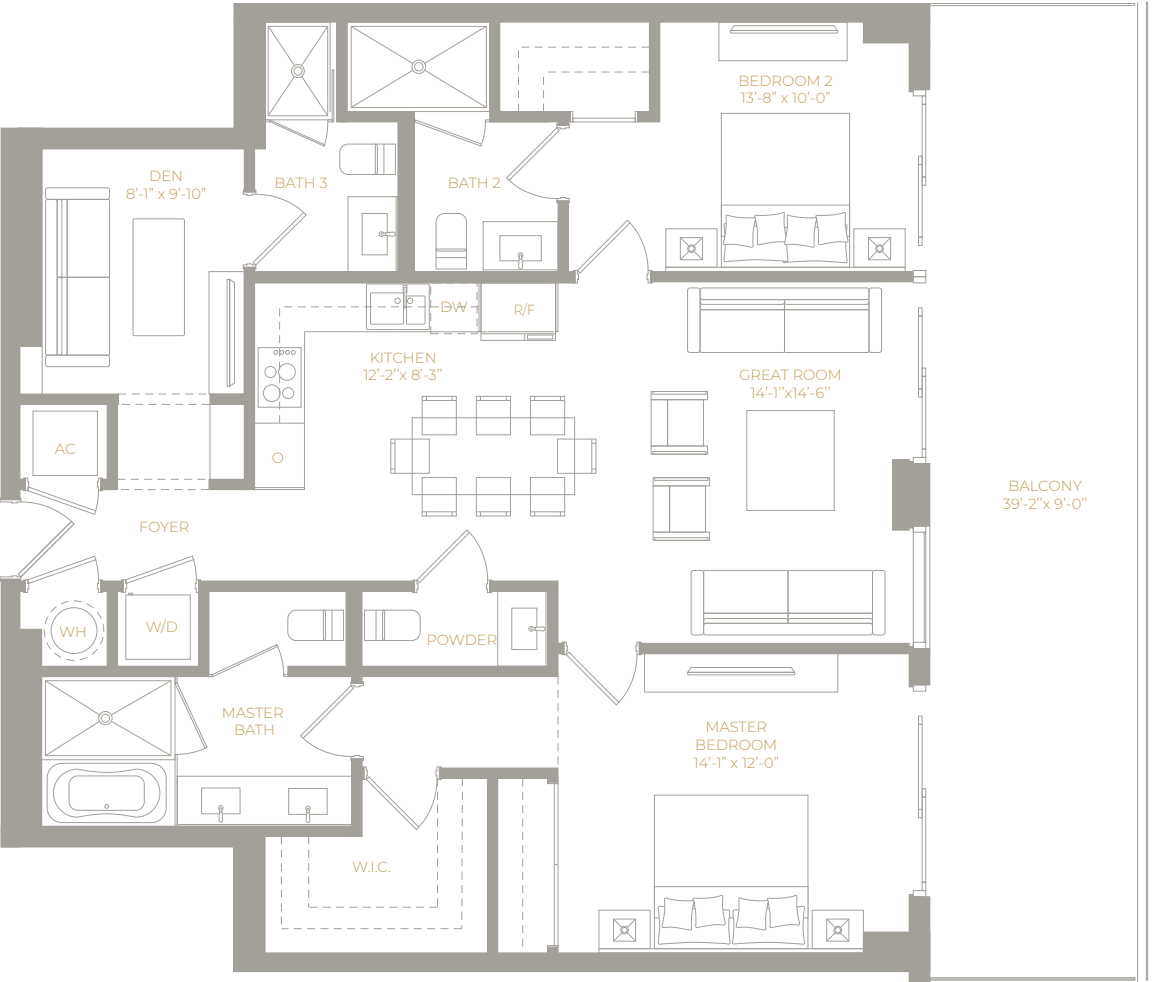 BEDROOM 2
13'-8" x 10'-0"
DEN
8'-1" x 9'-10"
BATH 3
BATH 2
DW
R/F
KITCHEN
12'-2''x 8'-3''
GREAT ROOM
14'-1''x14'-6''
AC
O
BALCONY
39'-2''x 9'-0''
FOYER
WH
W/D
POWDER
MASTER
BATH
MASTER
BEDROOM
14'-1" x 12'-0"
W.I.C.